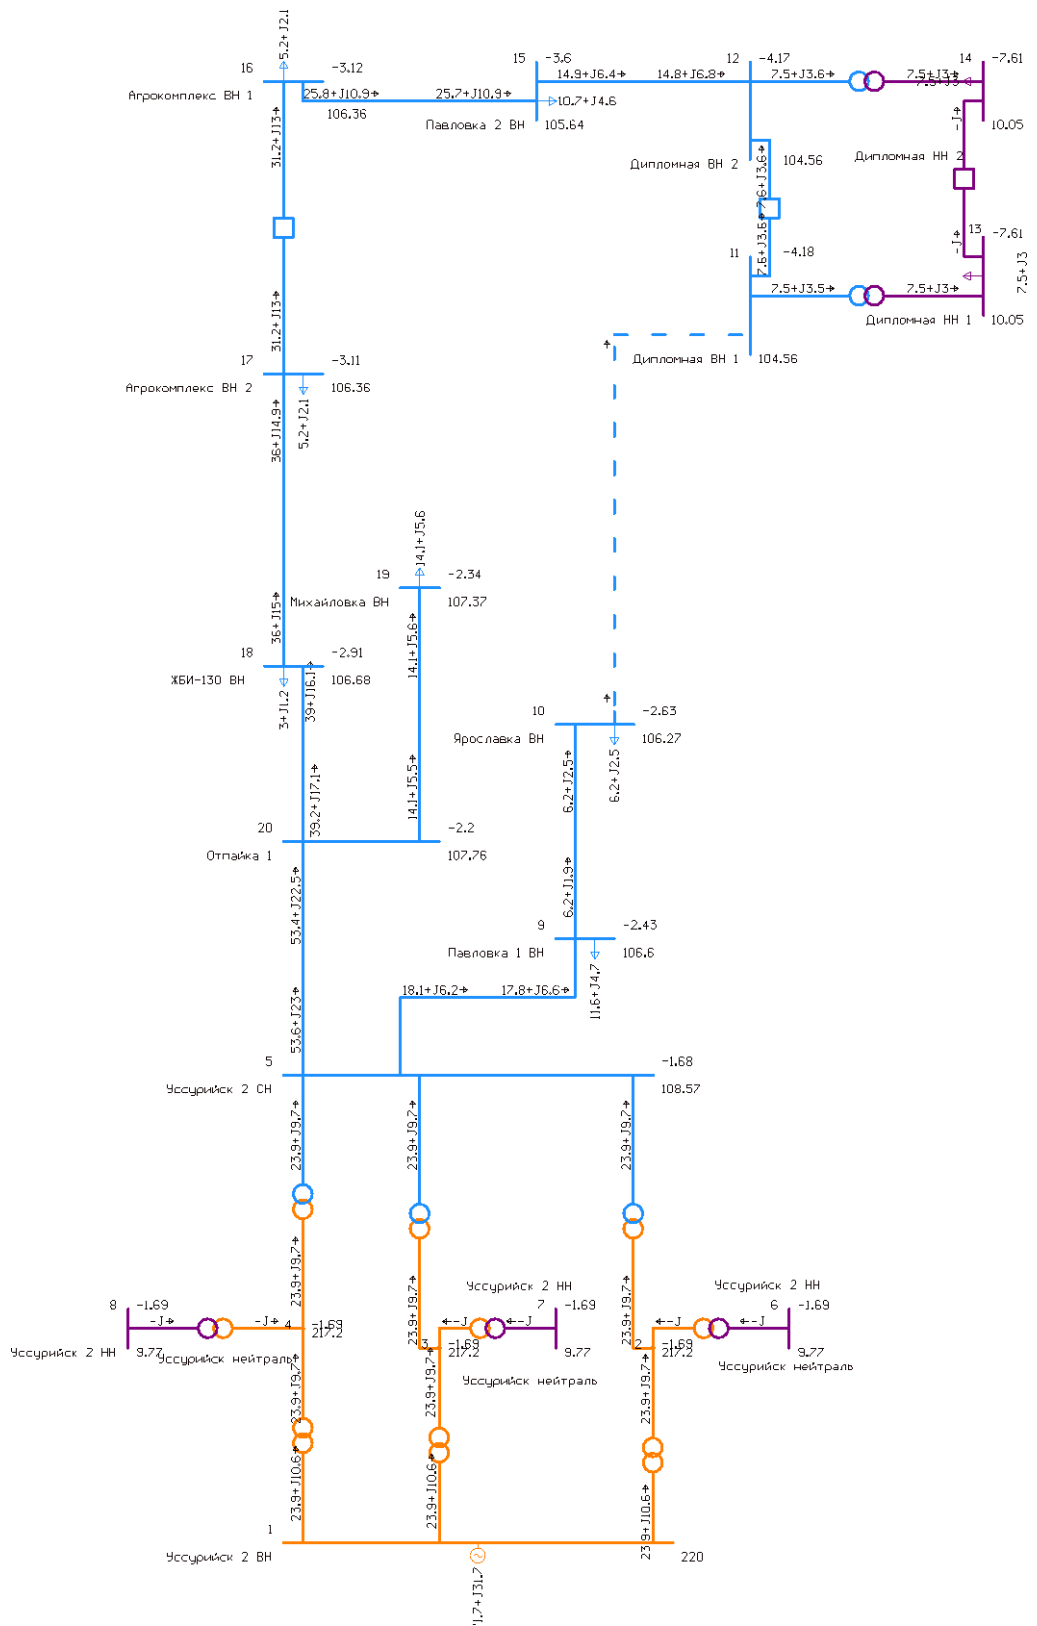 5.2+J2.1
16
-3.12
15
-3.6
12
-4.17
14
-7.61
25.8+J10.9
25.7+J10.9
14.9+J6.4
14.8+J6.8
7.5+J3.6
7.5+J3
7.5+J3
Агрокомплекс ВН 1
106.36
10.7+J4.6
Павловка 2 ВН
105.64
10.05
31.2+J13
-J
Дипломная ВН 2
104.56
Дипломная НН 2
7.6+J3.6
7.6+J3.6
13
-7.61
11
-4.18
-J
7.5+J3
31.2+J13
7.5+J3.5
7.5+J3
Дипломная НН 1
10.05
17
-3.11
Дипломная ВН 1
104.56
Агрокомплекс ВН 2
106.36
5.2+J2.1
36+J14.9
14.1+J5.6
19
-2.34
Михайловка ВН
107.37
36+J15
14.1+J5.6
18
-2.91
ЖБИ-130 ВН
106.68
3+J1.2
39+J16.1
10
-2.63
Ярославка ВН
106.27
6.2+J2.5
6.2+J2.5
39.2+J17.1
14.1+J5.5
20
-2.2
Отпайка 1
107.76
53.4+J22.5
6.2+J1.9
9
-2.43
Павловка 1 ВН
106.6
11.6+J4.7
18.1+J6.2
17.8+J6.6
53.6+J23
5
-1.68
Уссурийск 2 СН
108.57
23.9+J9.7
23.9+J9.7
23.9+J9.7
23.9+J9.7
23.9+J9.7
23.9+J9.7
Уссурийск 2 НН
Уссурийск 2 НН
8
-1.69
7
-1.69
6
-1.69
-J
-J
4
-1.69
217.2
-J
-J
-J
-J
3
-1.69
217.2
2
-1.69
217.2
Уссурийск 2 НН
9.77
Уссурийск нейтраль
9.77
Уссурийск нейтраль
9.77
Уссурийск нейтраль
23.9+J9.7
23.9+J9.7
23.9+J9.7
23.9+J10.6
23.9+J10.6
23.9+J10.6
1
Уссурийск 2 ВН
220
71.7+J31.7